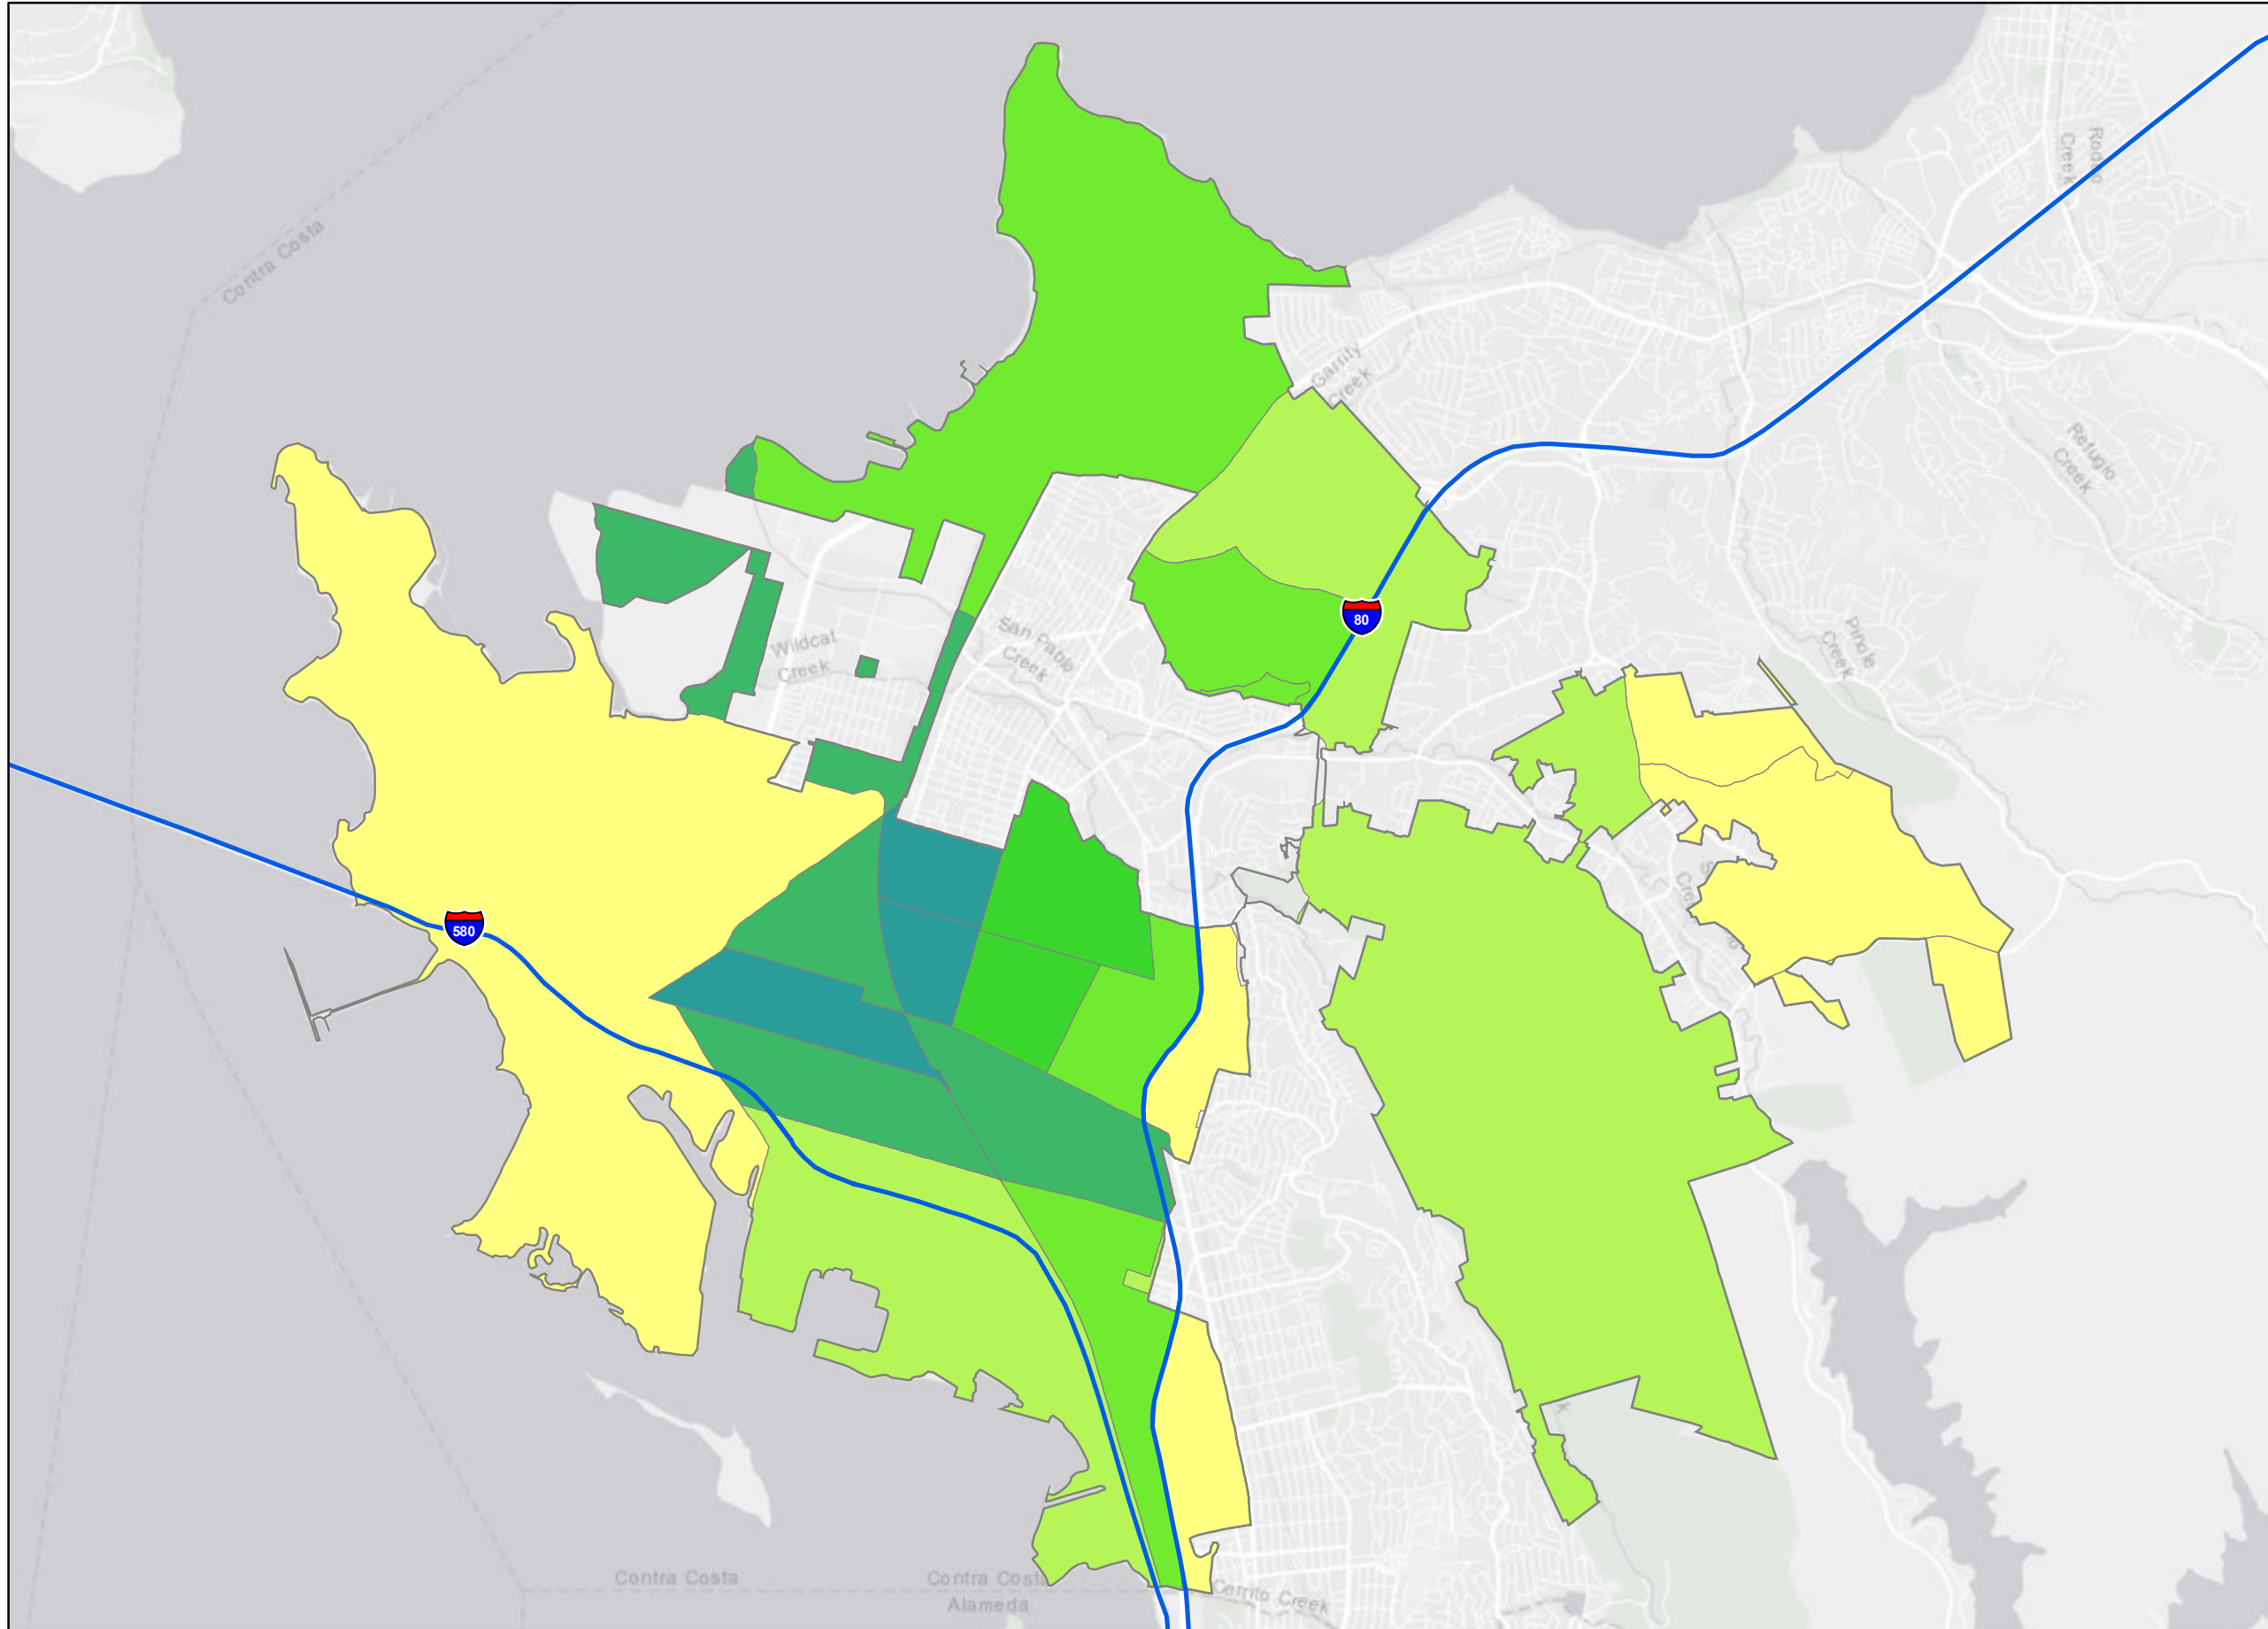 Contra Costa
Rodeo
Creek
Garrity
Creek
Refugio
Creek
80
San Pablo
Creek
Wildcat
Creek
Pinole
Creek
580
Contra Costa
Contra Costa
Alameda
Cerrito Creek